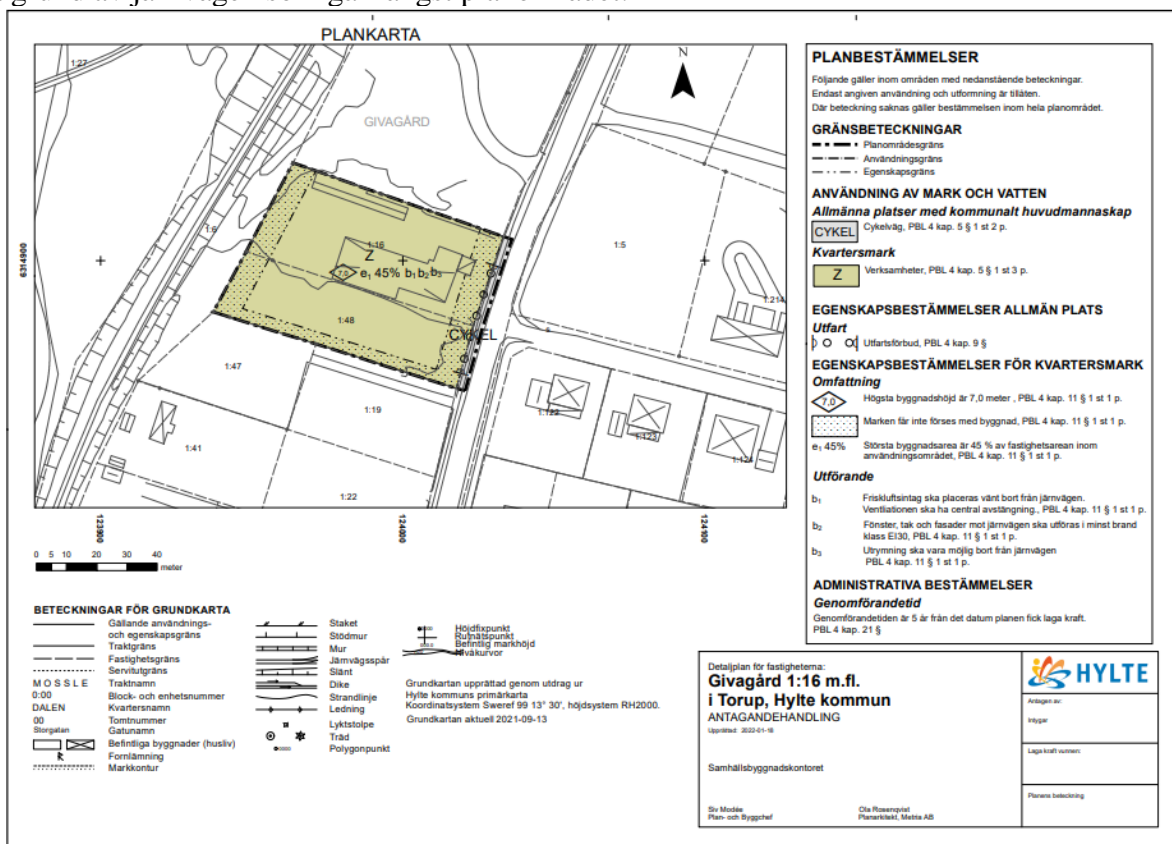 grund av järnvägen som går längst planområdet.
PLANKARTA
1:27
N
GIVAGÅRD
1:6
1:16
1:5
Z
7,0
e1 45% b1 b2 b3
1:214
1:48
CYKEL
1:47
1:19
1:122
1:123
1:124
1:41
1:22
6314900
123900
124000
124100
0 5 10 20 30 40
meter
PLANBESTÄMMELSER
Följande gäller inom områden med nedanstående beteckningar.
Endast angiven användning och utformning är tillåten.
Där beteckning saknas gäller bestämmelsen inom hela planområdet.
GRÄNSBETECKNINGAR
Planområdesgräns
Användningsgräns
Egenskapsgräns
ANVÄNDNING AV MARK OCH VATTEN
Allmänna platser med kommunalt huvudmannaskap
CYKEL Cykelväg, PBL 4 kap. 5 § 1 st 2 p.
Kvartersmark
Z Verksamheter, PBL 4 kap. 5 § 1 st 3 p.
EGENSKAPSBESTÄMMELSER ALLMÄN PLATS
Utfart
Utfartsförbud, PBL 4 kap. 9 §
EGENSKAPSBESTÄMMELSER FÖR KVARTERSMARK
Omfattning
7,0 Högsta byggnadshöjd är 7,0 meter , PBL 4 kap. 11 § 1 st 1 p.
Marken får inte förses med byggnad, PBL 4 kap. 11 § 1 st 1 p.
e1 45% Största byggnadsarea är 45 % av fastighetsarean inom
användningsområdet, PBL 4 kap. 11 § 1 st 1 p.
Utförande
b1 Friskluftsintag ska placeras vänt bort från järnvägen.
Ventliationen ska ha central avstängning., PBL 4 kap. 11 § 1 st 1 p.
b2 Fönster, tak och fasader mot järnvägen ska utföras i minst brand
klass EI30, PBL 4 kap. 11 § 1 st 1 p.
b3 Utrymning ska vara möjlig bort från järnvägen
PBL 4 kap. 11 § 1 st 1 p.
ADMINISTRATIVA BESTÄMMELSER
Genomförandetid
Genomförandetiden är 5 år från det datum planen fick laga kraft.
PBL 4 kap. 21 §
BETECKNINGAR FÖR GRUNDKARTA
Gällande användnings-
och egenskapsgräns
Traktgräns
Fastighetsgräns
Servitutgräns
MOSSLE Traktnamn
0:00 Block- och enhetsnummer
DALEN Kvartersnamn
00 Tomtnummer
Storgatan Gatunamn
Befintliga byggnader (husliv)
Fornlämning
Markkontur
Staket
Stödmur
Mur
Järnvägsspår
Slänt
Dike
Strandlinje
Ledning
Lyktstolpe
Träd
Polygonpunkt
Höjdfixpunkt
Rutnätspunkt
Befintlig markhöjd
Nivåkurvor
Grundkartan upprättad genom utdrag ur
Hylte kommuns primärkarta
Koordinatsystem Sweref 99 13° 30', höjdsystem RH2000.
Grundkartan aktuell 2021-09-13
Detaljplan för fastigheterna:
Givagård 1:16 m.fl.
i Torup, Hylte kommun
ANTAGANDEHANDLING
Upprättad: 2022-01-18
Samhällsbyggnadskontoret
Siv Modée
Plan- och Byggchef
Ola Rosenqvist
Planarkitekt, Metria AB
HYLTE
Antagen av:
Intygar
Laga kraft vunnen:
Planens beteckning